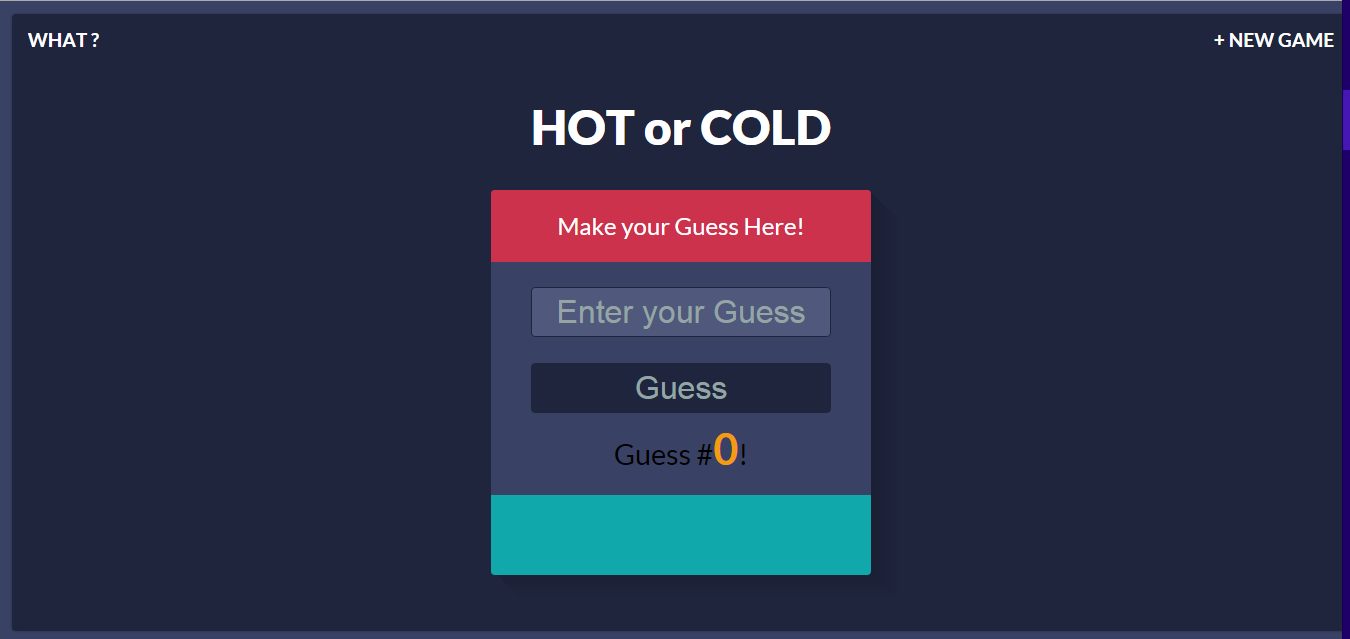 WHAT ?
+ NEW GAME
HOT or COLD
Make your Guess Here!
Enter your Guess
Guess
Guess #0!